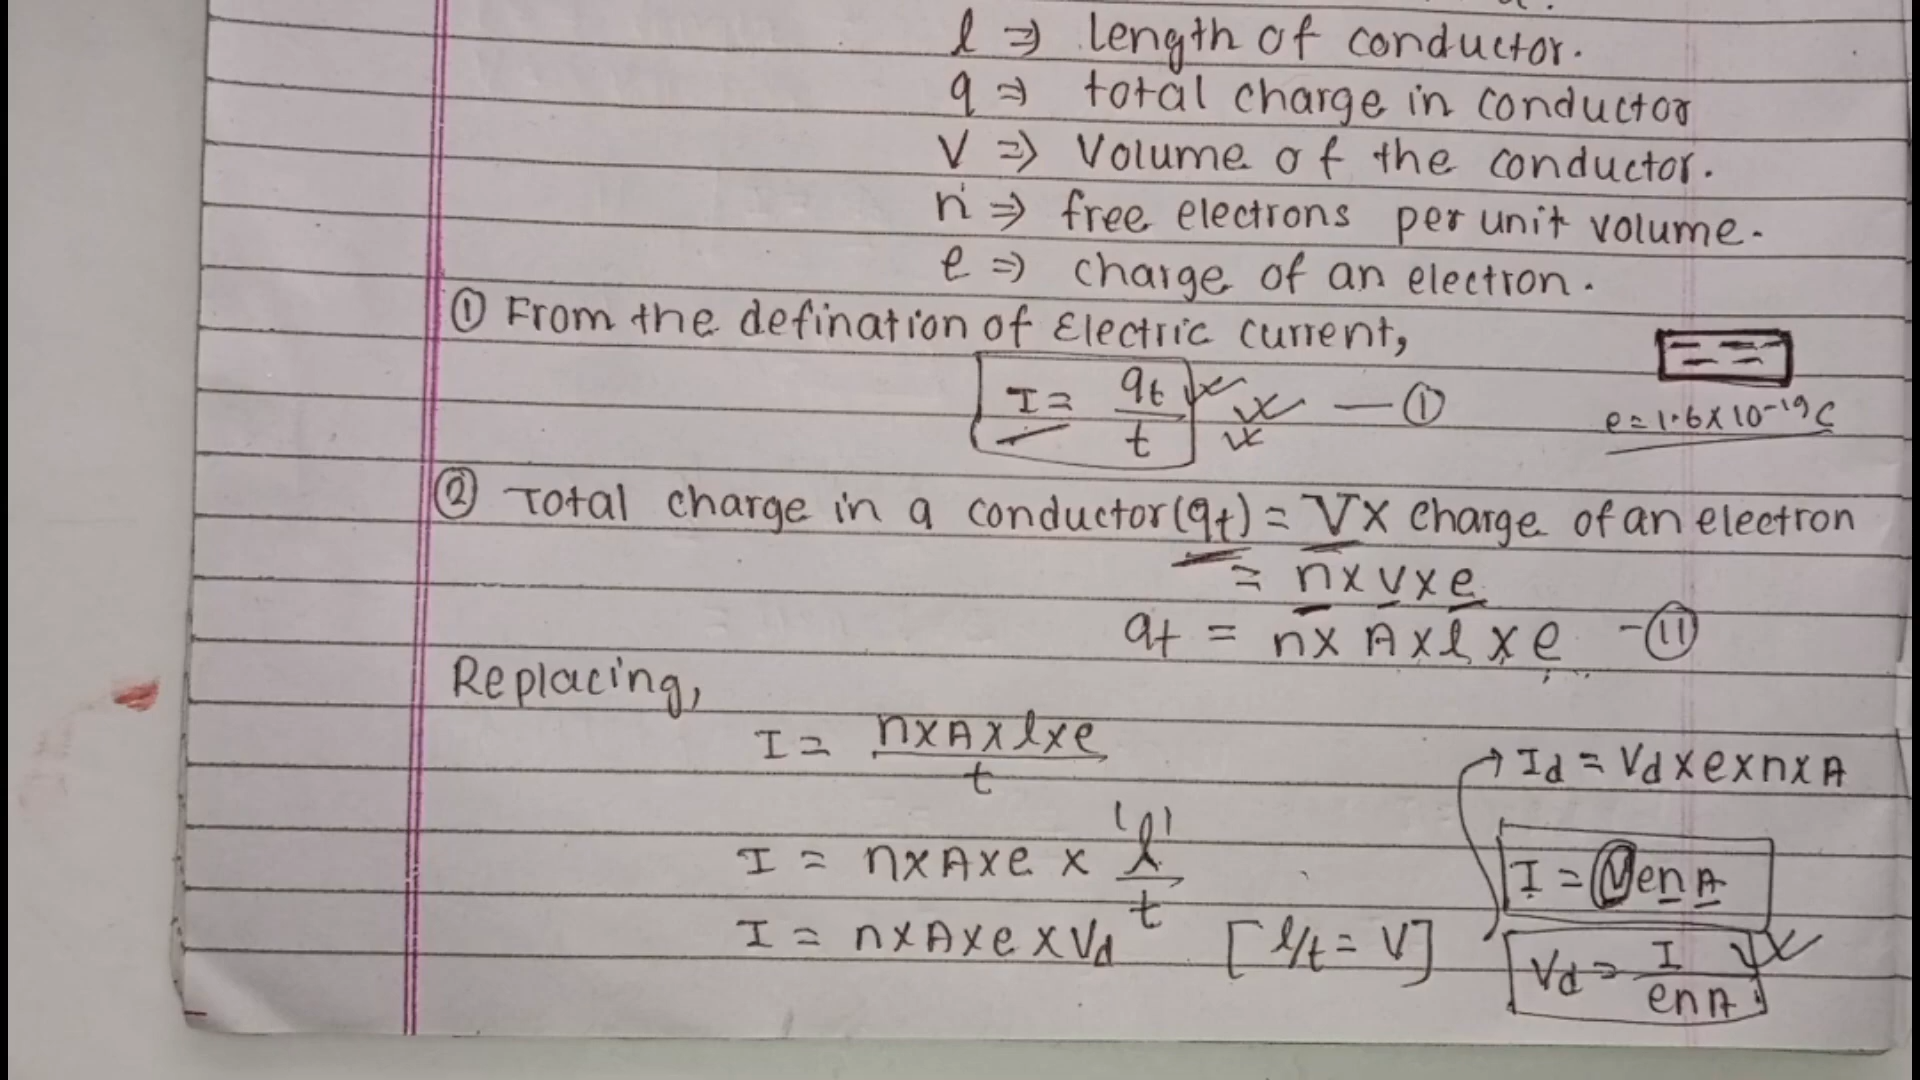 l ⇒ length of conductor.
q ⇒ total charge in conductor
V ⇒ Volume of the conductor.
n ⇒ free electrons per unit volume.
e ⇒ charge of an electron.
① From the defination of Electric current,
I = qt/t — ①
e = 1.6 x 10⁻¹⁹ C
② Total charge in a conductor (qt) = V x charge of an electron
= n x v x e
qt = n x A x l x e - ⑪
Replacing,
I = n x A x l x e / t
Id = Vd x e x n x A
I = n x A x e x 'l'/t
I = VenA
I = n x A x e x Vd [l/t = V]
Vd = I/enA